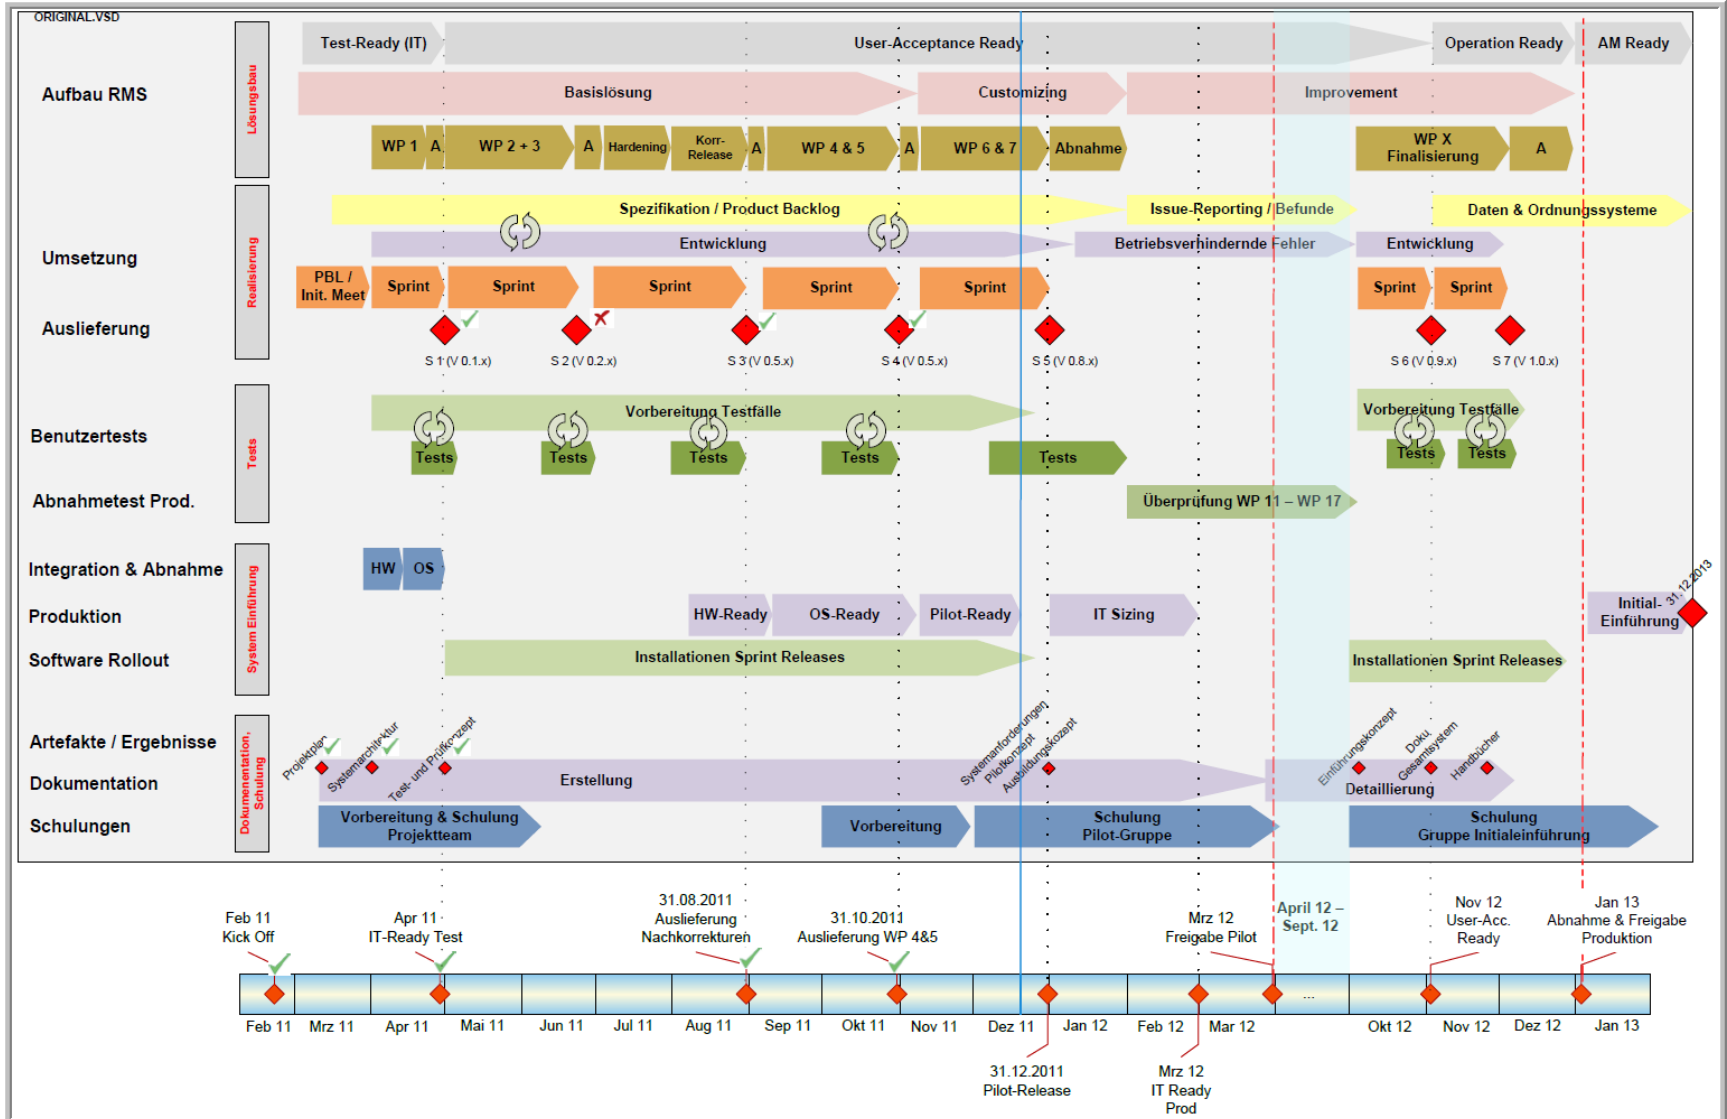 ORIGINAL.VSD
Lösungsbau
Test-Ready (IT)
User-Acceptance Ready
Operation Ready
AM Ready
Aufbau RMS
Basislösung
Customizing
Improvement
WP 1
A
WP 2 + 3
A
Hardening
Korr-
Release
A
WP 4 & 5
A
WP 6 & 7
Abnahme
WP X
Finalisierung
A
Realisierung
Spezifikation / Product Backlog
Issue-Reporting / Befunde
Daten & Ordnungssysteme
Umsetzung
Entwicklung
Betriebsverhindernde Fehler
Entwicklung
PBL /
Init. Meet
Sprint
Sprint
Sprint
Sprint
Sprint
Sprint
Sprint
Auslieferung
S 1 (V 0.1.x)
S 2 (V 0.2.x)
S 3 (V 0.5.x)
S 4 (V 0.5.x)
S 5 (V 0.8.x)
S 6 (V 0.9.x)
S 7 (V 1.0.x)
Tests
Vorbereitung Testfälle
Vorbereitung Testfälle
Benutzertests
Tests
Tests
Tests
Tests
Tests
Tests
Tests
Abnahmetest Prod.
Überprüfung WP 11 – WP 17
System Einführung
Integration & Abnahme
HW
OS
Produktion
HW-Ready
OS-Ready
Pilot-Ready
IT Sizing
Initial-
Einführung
31.12.2013
Software Rollout
Installationen Sprint Releases
Installationen Sprint Releases
Dokumentation,
Schulung
Artefakte / Ergebnisse
Projektplan
Systemarchitektur
Test- und Prüfkonzept
Systemanforderungen
Pilotkonzept
Ausbildungskozept
Einführungskonzept
Doku
Gesamtsystem
Handbücher
Dokumentation
Erstellung
Detaillierung
Schulungen
Vorbereitung & Schulung
Projektteam
Vorbereitung
Schulung
Pilot-Gruppe
Schulung
Gruppe Initialeinführung
Feb 11
Kick Off
Apr 11
IT-Ready Test
31.08.2011
Auslieferung
Nachkorrekturen
31.10.2011
Auslieferung WP 4&5
Mrz 12
Freigabe Pilot
April 12 –
Sept. 12
Nov 12
User-Acc.
Ready
Jan 13
Abnahme & Freigabe
Produktion
...
Feb 11
Mrz 11
Apr 11
Mai 11
Jun 11
Jul 11
Aug 11
Sep 11
Okt 11
Nov 11
Dez 11
Jan 12
Feb 12
Mar 12
Okt 12
Nov 12
Dez 12
Jan 13
31.12.2011
Pilot-Release
Mrz 12
IT Ready
Prod